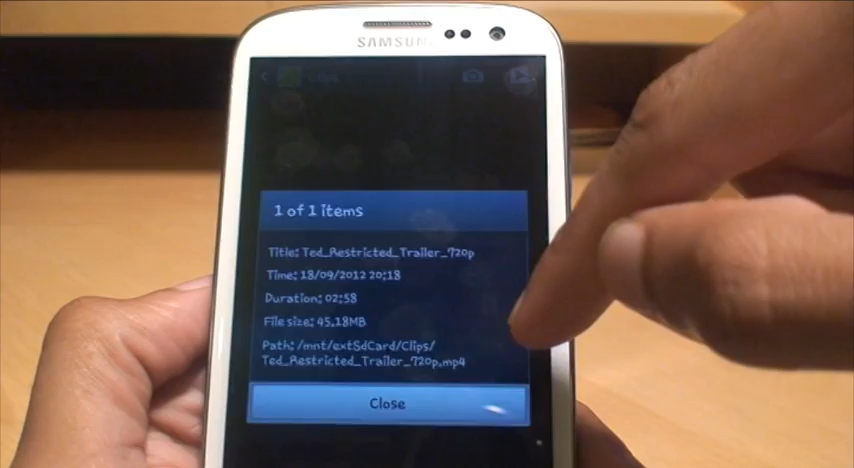 SAMSUNG
1 of 1 items
Title: Ted_Restricted_Trailer_720p
Time: 18/09/2012 20:18
Duration: 02:58
File size: 45.18MB
Path: /mnt/extSdCard/Clips/
Ted_Restricted_Trailer_720p.mp4
Close